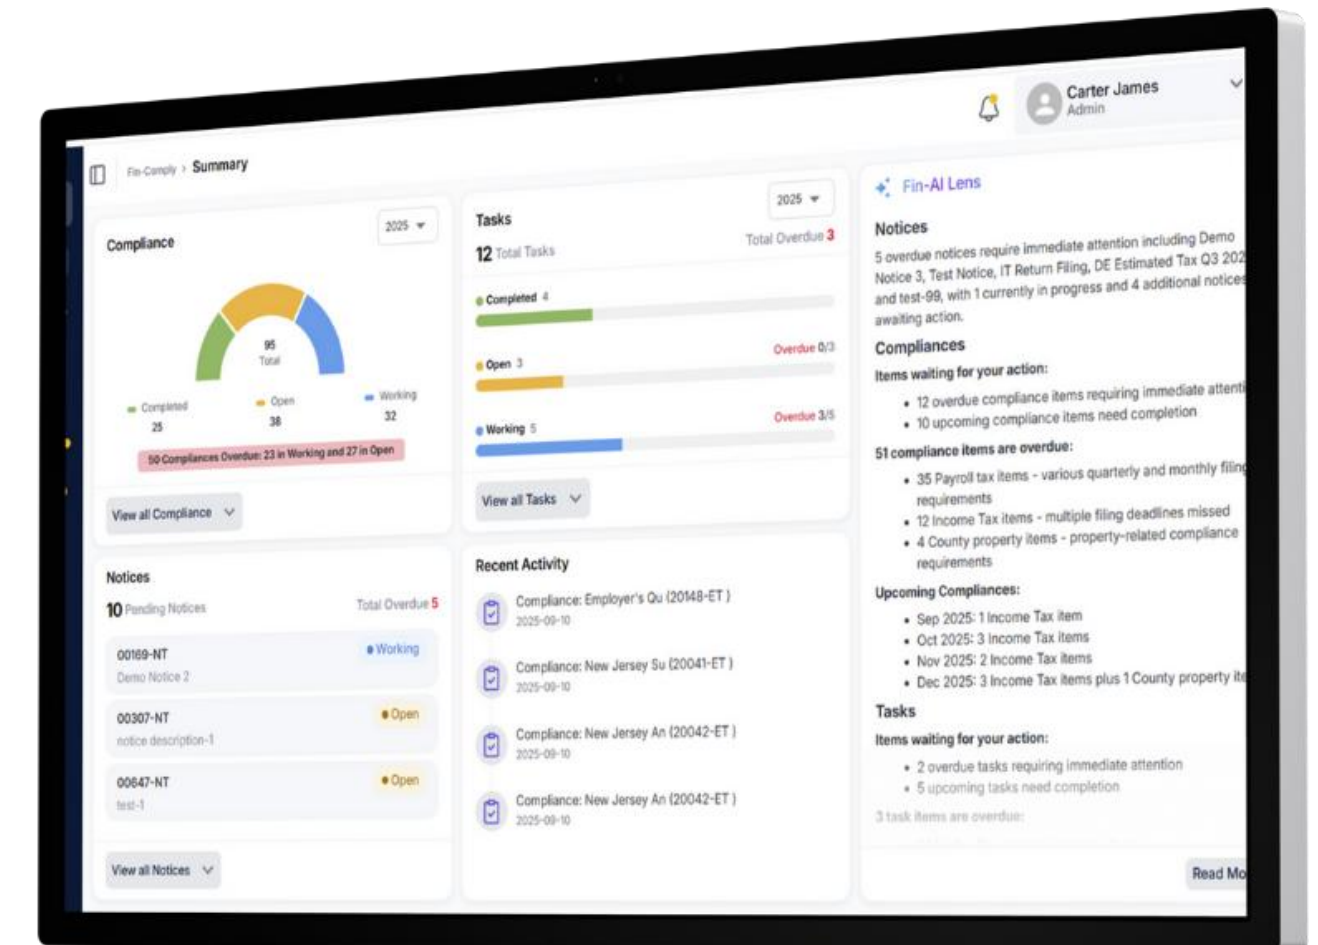 Carter James
Admin
Fin-Comply > Summary
Compliance
2025
95
Total
Completed
25
Open
38
Working
32
50 Compliances Overdue: 23 in Working and 27 in Open
View all Compliance
Tasks
2025
12 Total Tasks
Total Overdue 3
Completed 4
Open 3
Overdue 0/3
Working 5
Overdue 3/5
View all Tasks
Notices
10 Pending Notices
Total Overdue 5
00169-NT
Working
Demo Notice 2
00307-NT
Open
notice description-1
00647-NT
Open
test-1
View all Notices
Recent Activity
Compliance: Employer's Qu (20148-ET )
2025-09-10
Compliance: New Jersey Su (20041-ET )
2025-09-10
Compliance: New Jersey An (20042-ET )
2025-09-10
Compliance: New Jersey An (20042-ET )
2025-09-10
Fin-AI Lens
Notices
5 overdue notices require immediate attention including Demo
Notice 3, Test Notice, IT Return Filing, DE Estimated Tax Q3 202
and test-99, with 1 currently in progress and 4 additional notices
awaiting action.
Compliances
Items waiting for your action:
• 12 overdue compliance items requiring immediate attenti
• 10 upcoming compliance items need completion
51 compliance items are overdue:
• 35 Payroll tax items - various quarterly and monthly filing
requirements
• 12 Income Tax items - multiple filing deadlines missed
• 4 County property items - property-related compliance
requirements
Upcoming Compliances:
• Sep 2025: 1 Income Tax item
• Oct 2025: 3 Income Tax items
• Nov 2025: 2 Income Tax items
• Dec 2025: 3 Income Tax items plus 1 County property ite
Tasks
Items waiting for your action:
• 2 overdue tasks requiring immediate attention
• 5 upcoming tasks need completion
3 task items are overdue:
Read Mo